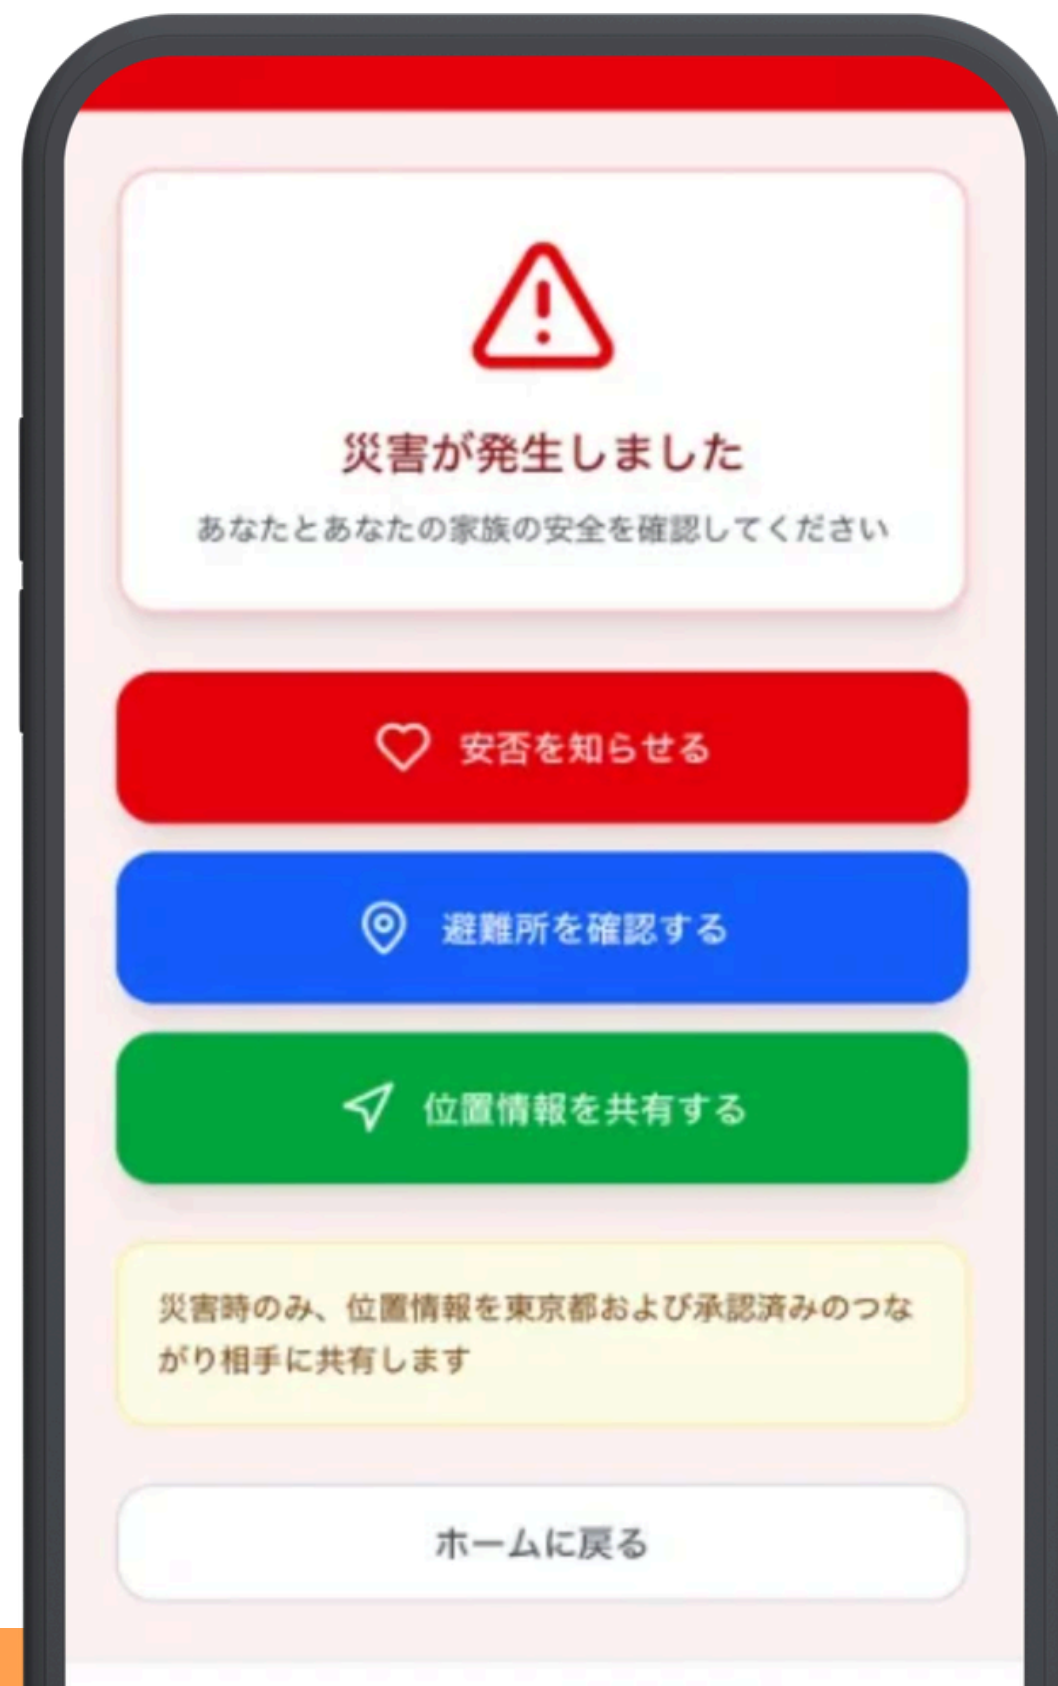 災害が発生しました
あなたとあなたの家族の安全を確認してください
安否を知らせる
避難所を確認する
位置情報を共有する
災害時のみ、位置情報を東京都および承認済みのつな
がり相手に共有します
ホームに戻る